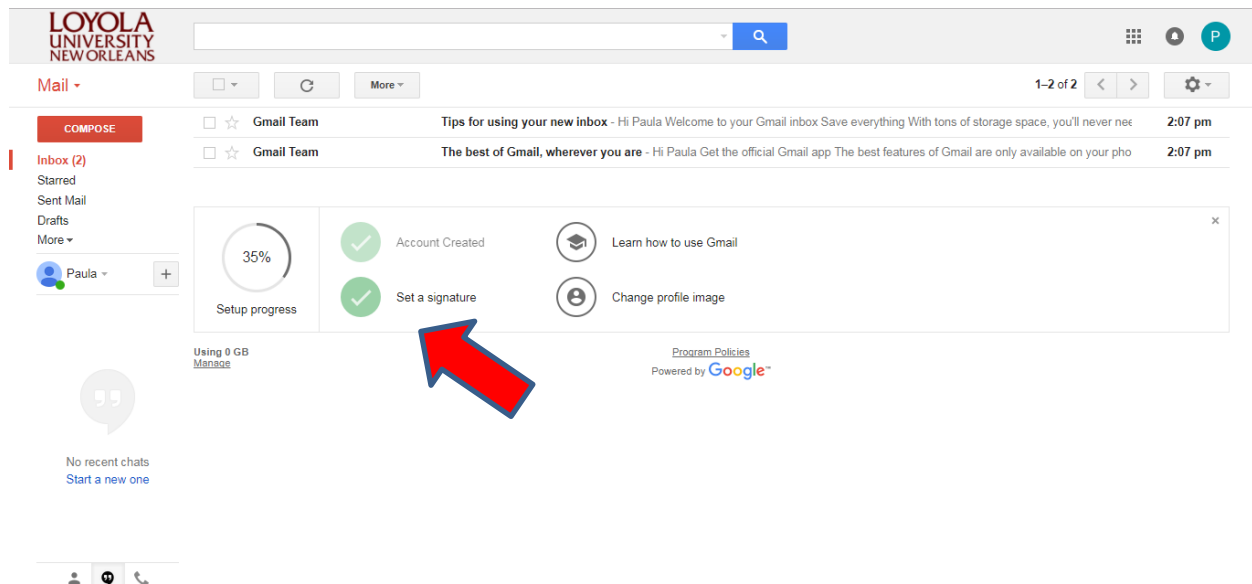 LOYOLA
UNIVERSITY
NEW ORLEANS
P
Mail
More
1–2 of 2
COMPOSE
Gmail Team Tips for using your new inbox - Hi Paula Welcome to your Gmail inbox Save everything With tons of storage space, you'll never nee 2:07 pm
Inbox (2)
Gmail Team The best of Gmail, wherever you are - Hi Paula Get the official Gmail app The best features of Gmail are only available on your pho 2:07 pm
Starred
Sent Mail
Drafts
More
Paula
+
35%
Setup progress
Account Created
Learn how to use Gmail
×
Set a signature
Change profile image
Using 0 GB
Manage
Program Policies
Powered by Google™
No recent chats
Start a new one